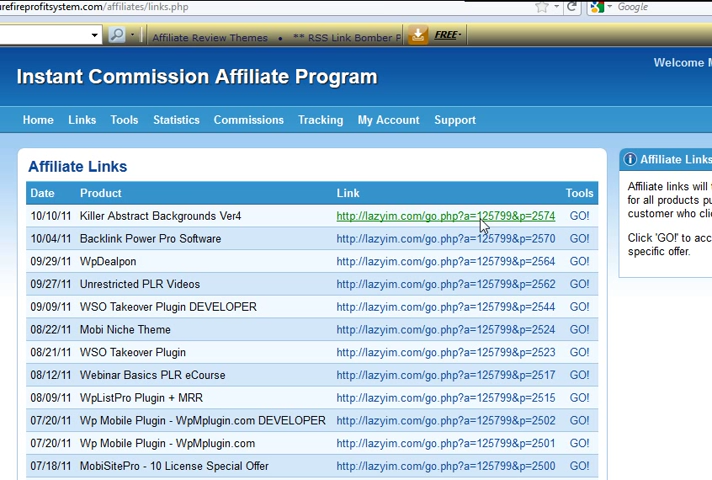 urefireprofitsystem.com/affiliates/links.php
Google
Affiliate Review Themes • ** RSS Link Bomber P
FREE
Welcome M
Instant Commission Affiliate Program
Home Links Tools Statistics Commissions Tracking My Account Support
Affiliate Links
Date Product Link Tools
10/10/11 Killer Abstract Backgrounds Ver4 http://lazyim.com/go.php?a=125799&p=2574 GO!
10/04/11 Backlink Power Pro Software http://lazyim.com/go.php?a=125799&p=2570 GO!
09/29/11 WpDealpon http://lazyim.com/go.php?a=125799&p=2564 GO!
09/27/11 Unrestricted PLR Videos http://lazyim.com/go.php?a=125799&p=2562 GO!
09/09/11 WSO Takeover Plugin DEVELOPER http://lazyim.com/go.php?a=125799&p=2544 GO!
08/22/11 Mobi Niche Theme http://lazyim.com/go.php?a=125799&p=2534 GO!
08/21/11 WSO Takeover Plugin http://lazyim.com/go.php?a=125799&p=2523 GO!
08/12/11 Webinar Basics PLR eCourse http://lazyim.com/go.php?a=125799&p=2517 GO!
08/09/11 WpListPro Plugin + MRR http://lazyim.com/go.php?a=125799&p=2515 GO!
07/20/11 Wp Mobile Plugin - WpMplugin.com DEVELOPER http://lazyim.com/go.php?a=125799&p=2502 GO!
07/20/11 Wp Mobile Plugin - WpMplugin.com http://lazyim.com/go.php?a=125799&p=2501 GO!
07/18/11 MobiSitePro - 10 License Special Offer http://lazyim.com/go.php?a=125799&p=2500 GO!
Affiliate Links
Affiliate links will
for all products pu
customer who clic
Click 'GO!' to acc
specific offer.